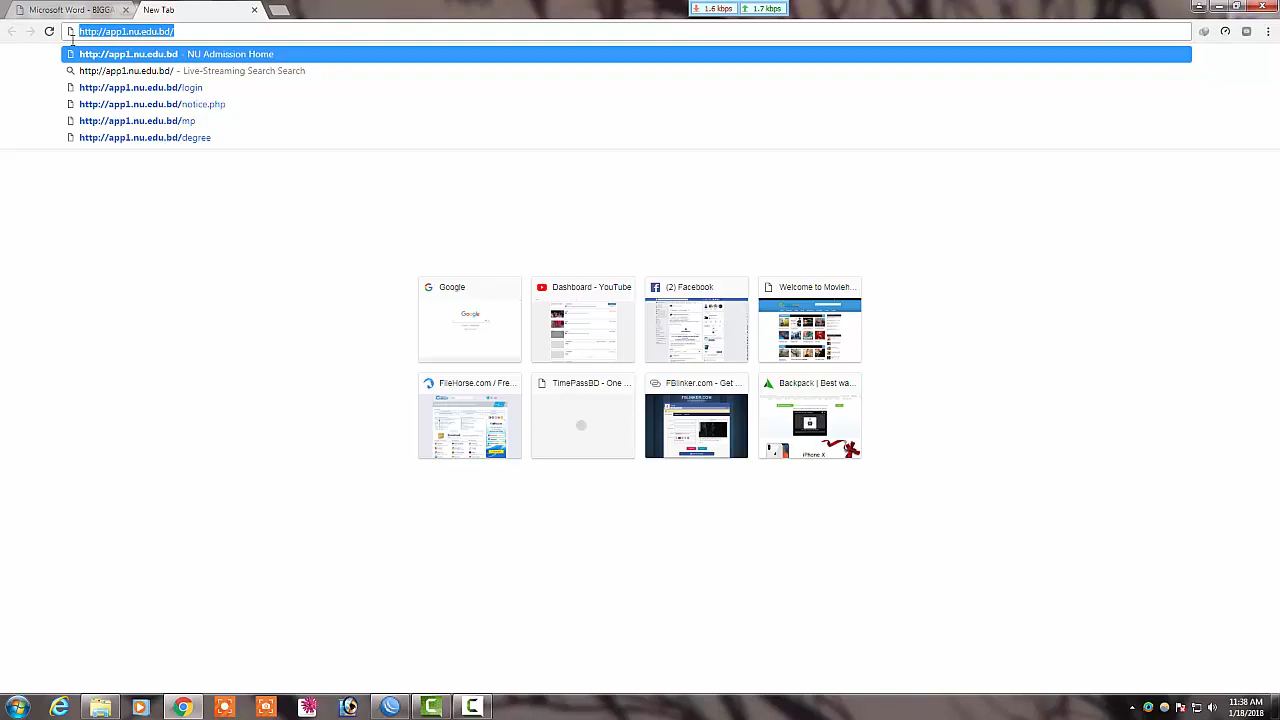 Microsoft Word - BIGGA
New Tab
1.6 kbps
1.7 kbps
http://app1.nu.edu.bd/
http://app1.nu.edu.bd - NU Admission Home
http://app1.nu.edu.bd/ - Live-Streaming Search Search
http://app1.nu.edu.bd/login
http://app1.nu.edu.bd/notice.php
http://app1.nu.edu.bd/mp
http://app1.nu.edu.bd/degree
Google
Dashboard - YouTube
(2) Facebook
Welcome to Movieh...
Google
FileHorse.com / Fre...
TimePassBD - One ...
FBlinker.com - Get ...
Backpack | Best wa...
FBLINKER.COM
iPhone X
11:38 AM
1/18/2018